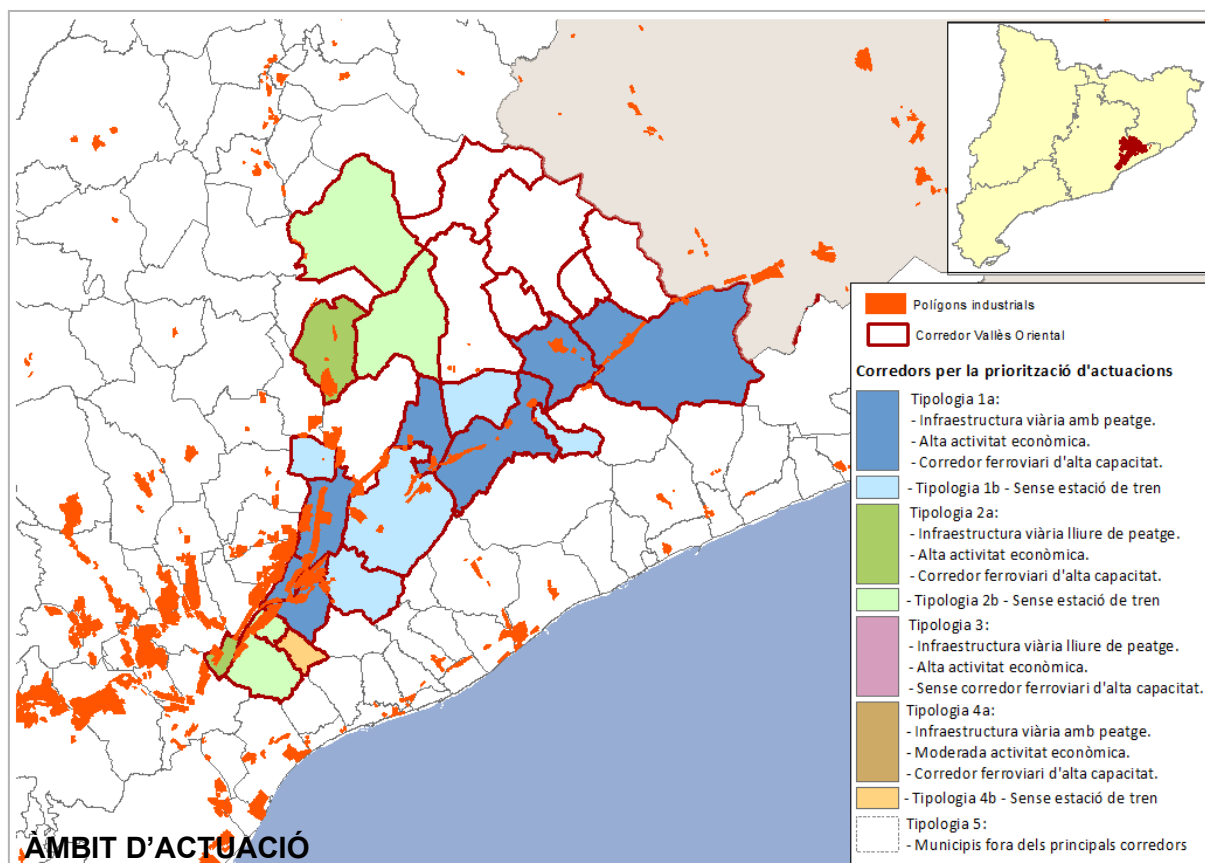 Polígons industrials
Corredor Vallès Oriental
Corredors per la priorització d'actuacions
Tipologia 1a:
- Infraestructura viària amb peatge.
- Alta activitat econòmica.
- Corredor ferroviari d'alta capacitat.
- Tipologia 1b - Sense estació de tren
Tipologia 2a:
- Infraestructura viària lliure de peatge.
- Alta activitat econòmica.
- Corredor ferroviari d'alta capacitat.
- Tipologia 2b - Sense estació de tren
Tipologia 3:
- Infraestructura viària lliure de peatge.
- Alta activitat econòmica.
- Sense corredor ferroviari d'alta capacitat.
Tipologia 4a:
- Infraestructura viària amb peatge.
- Moderada activitat econòmica.
- Corredor ferroviari d'alta capacitat.
- Tipologia 4b - Sense estació de tren
Tipologia 5:
- Municipis fora dels principals corredors
ÀMBIT D'ACTUACIÓ